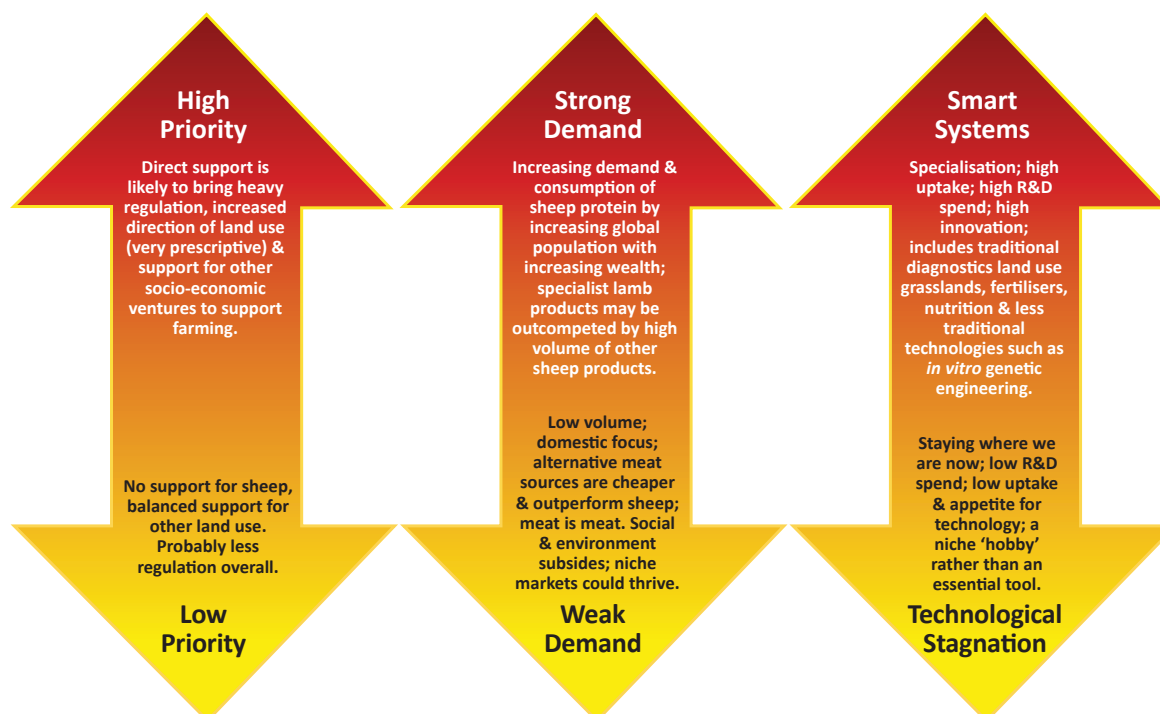 High
Priority
Direct support is
likely to bring heavy
regulation, increased
direction of land use
(very prescriptive) &
support for other
socio-economic
ventures to support
farming.
No support for sheep,
balanced support for
other land use.
Probably less
regulation overall.
Low
Priority
Strong
Demand
Increasing demand &
consumption of
sheep protein by
increasing global
population with
increasing wealth;
specialist lamb
products may be
outcompeted by high
volume of other
sheep products.
Low volume;
domestic focus;
alternative meat
sources are cheaper
& outperform sheep;
meat is meat. Social
& environment
subsides; niche
markets could thrive.
Weak
Demand
Smart
Systems
Specialisation; high
uptake; high R&D
spend; high
innovation;
includes traditional
diagnostics land use
grasslands, fertilisers,
nutrition & less
traditional
technologies such as
in vitro genetic
engineering.
Staying where we
are now; low R&D
spend; low uptake
& appetite for
technology; a
niche ‘hobby’
rather than an
essential tool.
Technological
Stagnation